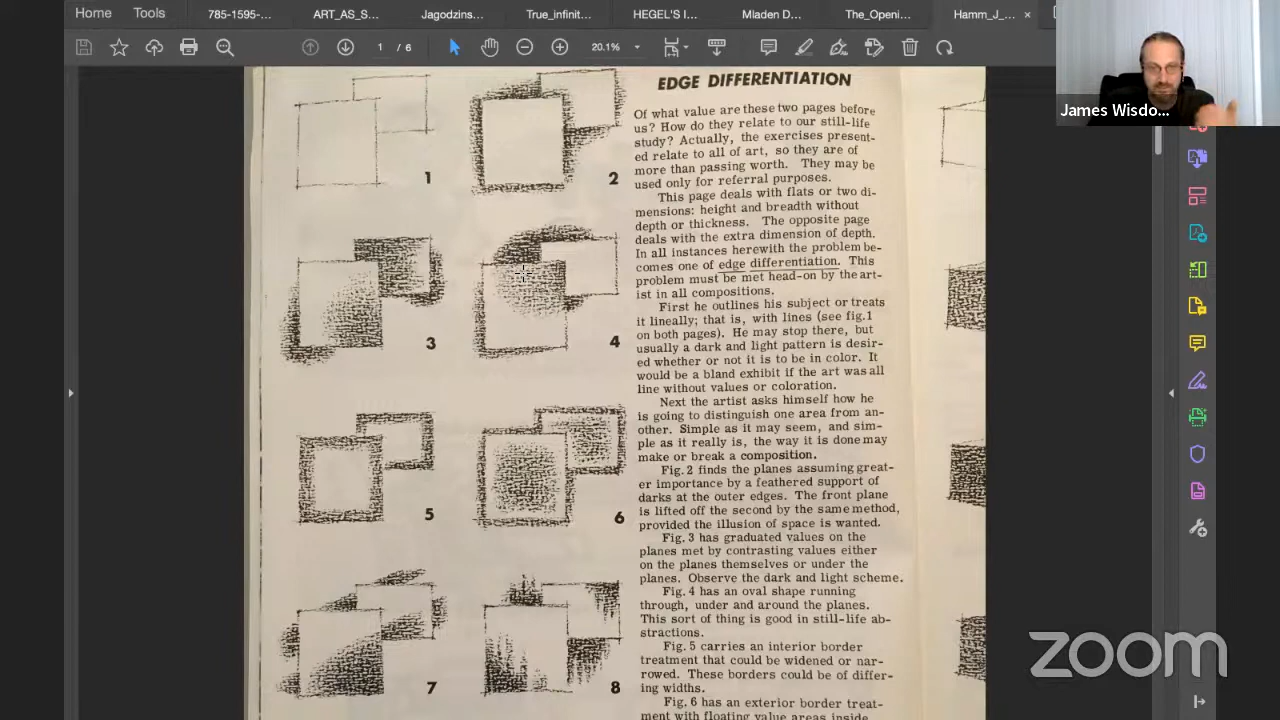 Home Tools 785-1595-... ART_AS_S... Jagodzins... True_infinit... HEGEL'S I... Mladen D... The_Openi... Hamm_J_...
1 / 6 20.1%
James Wisdo...
EDGE DIFFERENTIATION
Of what value are these two pages before
us? How do they relate to our still-life
study? Actually, the exercises present-
ed relate to all of art, so they are of
more than passing worth. They may be
used only for referral purposes.
This page deals with flats or two di-
mensions: height and breadth without
depth or thickness. The opposite page
deals with the extra dimension of depth.
In all instances herewith the problem be-
comes one of edge differentiation. This
problem must be met head-on by the art-
ist in all compositions.
First he outlines his subject or treats
it lineally; that is, with lines (see fig.1
on both pages). He may stop there, but
usually a dark and light pattern is desir-
ed whether or not it is to be in color. It
would be a bland exhibit if the art was all
line without values or coloration.
Next the artist asks himself how he
is going to distinguish one area from an-
other. Simple as it may seem, and sim-
ple as it really is, the way it is done may
make or break a composition.
Fig. 2 finds the planes assuming great-
er importance by a feathered support of
darks at the outer edges. The front plane
is lifted off the second by the same method,
provided the illusion of space is wanted.
Fig. 3 has graduated values on the
planes met by contrasting values either
on the planes themselves or under the
planes. Observe the dark and light scheme.
Fig. 4 has an oval shape running
through, under and around the planes.
This sort of thing is good in still-life ab-
stractions.
Fig. 5 carries an interior border
treatment that could be widened or nar-
rowed. These borders could be of differ-
ing widths.
Fig. 6 has an exterior border treat-
ment with floating value areas inside
1
2
3
4
5
6
7
8
zoom